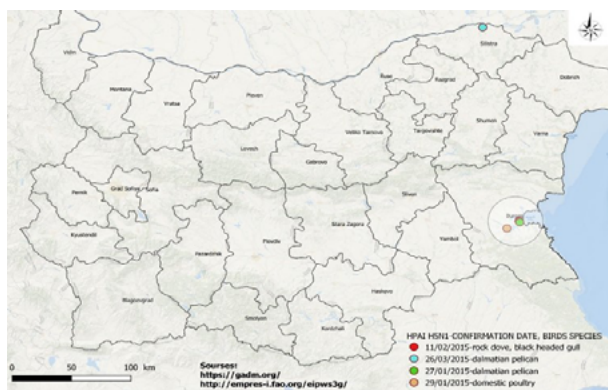 Silistra
Vidin
Ruse
Razgrad
Dobrich
Montana
Vratsa
Pleven
Shumen
Varna
Veliko Tarnovo
Targovishte
Lovech
Gabrovo
Grad Sofiya
Sofia
Pernik
Sliven
Burgas
Stara Zagora
Kyustendil
Yambol
Pazardzhik
Plovdiv
Haskovo
Blagoevgrad
Smolyan
Kardzhali
HPAI H5N1-CONFIRMATION DATE, BIRDS SPECIES
11/02/2015-rock dove, black headed gull
26/03/2015-dalmatian pelican
27/01/2015-dalmatian pelican
29/01/2015-domestic poultry
0 50 100 km
Sourses:
https://gadm.org/
http://empres-i.fao.org/eipws3g/